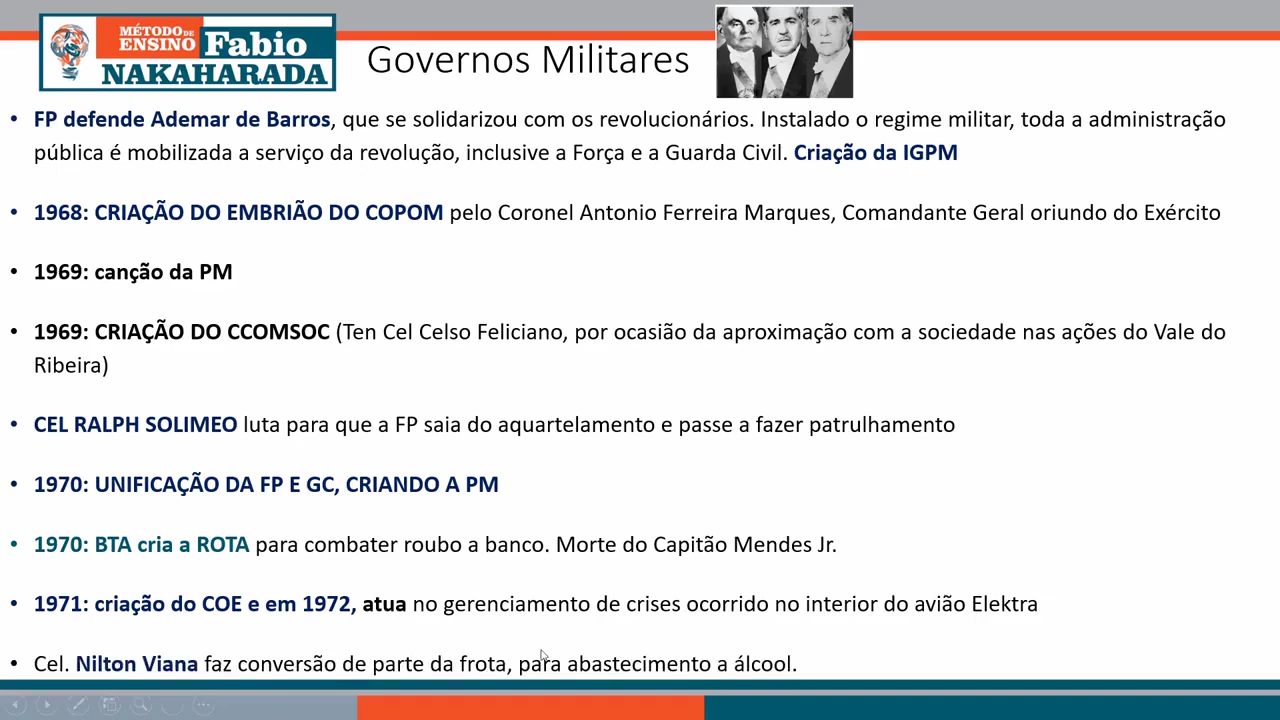 MÉTODO DE
ENSINO Fabio
NAKAHARADA
Governos Militares
• FP defende Ademar de Barros, que se solidarizou com os revolucionários. Instalado o regime militar, toda a administração
pública é mobilizada a serviço da revolução, inclusive a Força e a Guarda Civil. Criação da IGPM
• 1968: CRIAÇÃO DO EMBRIÃO DO COPOM pelo Coronel Antonio Ferreira Marques, Comandante Geral oriundo do Exército
• 1969: canção da PM
• 1969: CRIAÇÃO DO CCOMSOC (Ten Cel Celso Feliciano, por ocasião da aproximação com a sociedade nas ações do Vale do
Ribeira)
• CEL RALPH SOLIMEO luta para que a FP saia do aquartelamento e passe a fazer patrulhamento
• 1970: UNIFICAÇÃO DA FP E GC, CRIANDO A PM
• 1970: BTA cria a ROTA para combater roubo a banco. Morte do Capitão Mendes Jr.
• 1971: criação do COE e em 1972, atua no gerenciamento de crises ocorrido no interior do avião Elektra
• Cel. Nilton Viana faz conversão de parte da frota, para abastecimento a álcool.